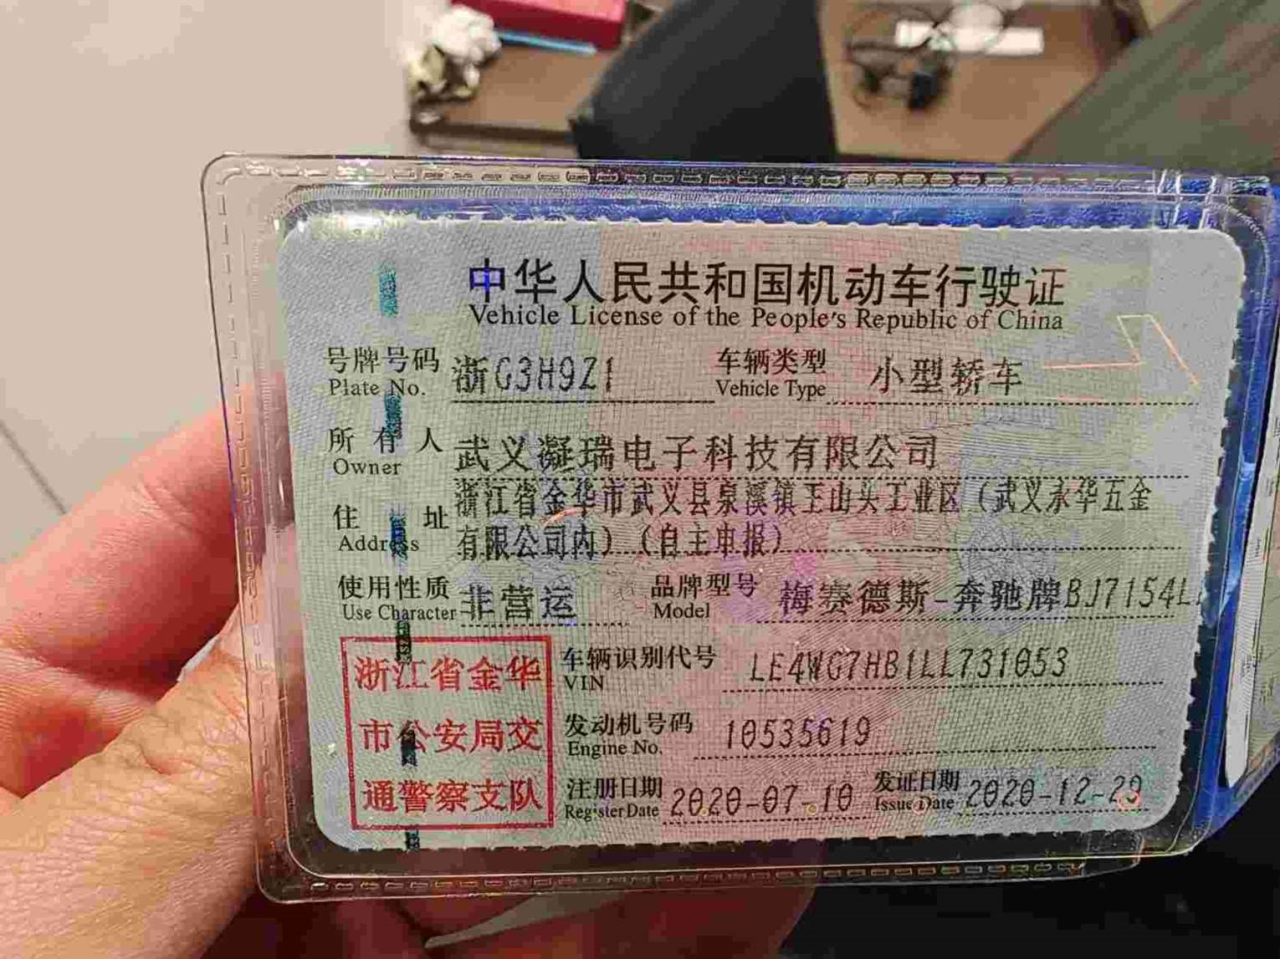 中华人民共和国机动车行驶证
Vehicle License of the People's Republic of China
号牌号码 浙G3H9Z1 车辆类型 小型轿车
Plate No. Vehicle Type
所有人 武义凝瑞电子科技有限公司
Owner
住址 浙江省金华市武义县泉溪镇王山头工业区（武义永华五金
Address 有限公司内）（自主申报）
使用性质 非营运 品牌型号 梅赛德斯-奔驰牌BJ7154L
Use Character Model
浙江省金华 车辆识别代号 LE4WG7HB1LL731053
VIN
市公安局交 发动机号码 10535619
Engine No.
通警察支队 注册日期 2020-07-10 发证日期 2020-12-29
Register Date Issue Date